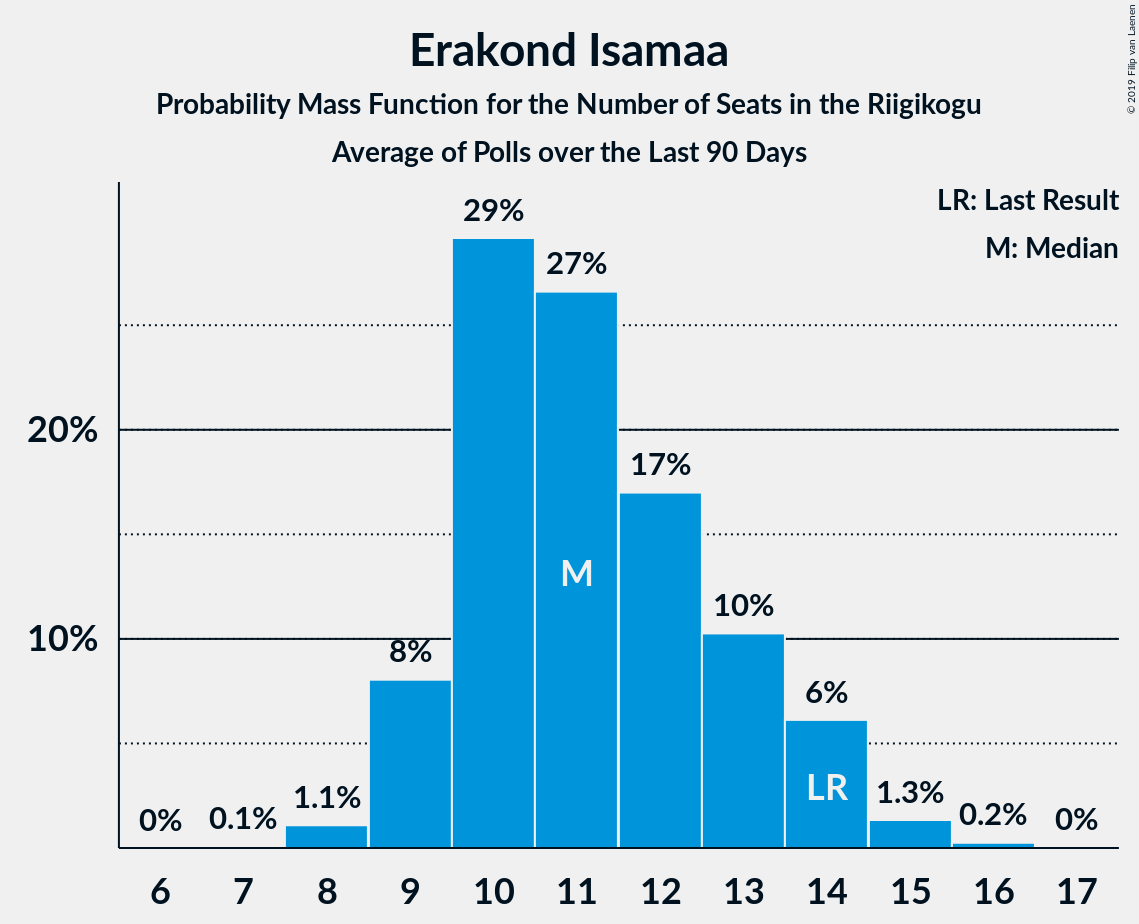 Erakond Isamaa
Probability Mass Function for the Number of Seats in the Riigikogu
Average of Polls over the Last 90 Days
© 2019 Filip van Laenen
LR: Last Result
M: Median
29%
27%
20%
17%
M
10%
10%
8%
6%
LR
0%
0.1%
1.1%
1.3%
0.2%
0%
6 7 8 9 10 11 12 13 14 15 16 17